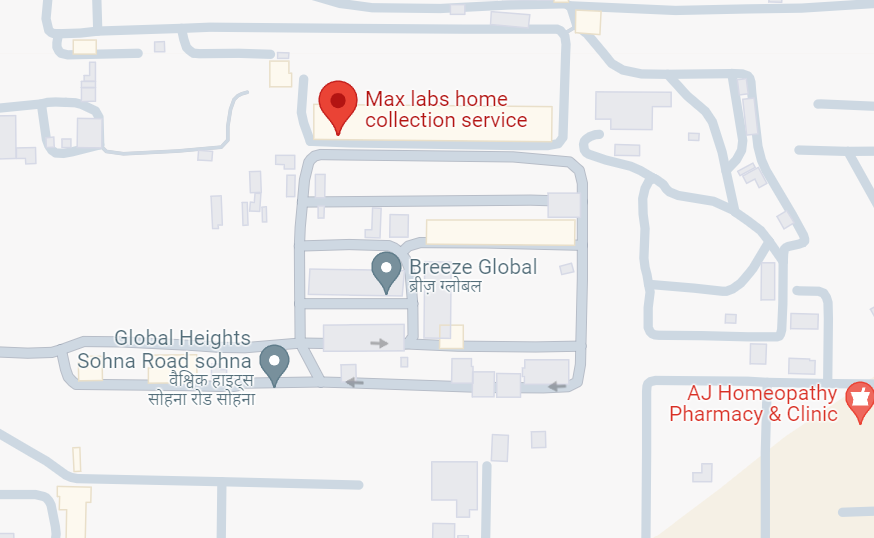 Max labs home
collection service
Breeze Global
ब्रीज़ ग्लोबल
Global Heights
Sohna Road sohna
वैश्विक हाइट्स
सोहना रोड सोहना
AJ Homeopathy
Pharmacy & Clinic